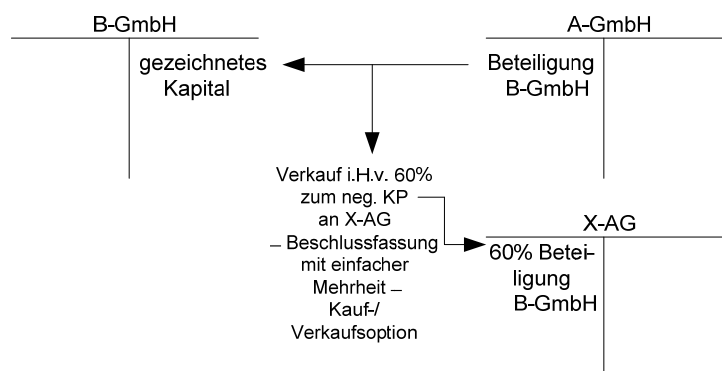 B-GmbH
gezeichnetes
Kapital
A-GmbH
Beteiligung
B-GmbH
Verkauf i.H.v. 60%
zum neg. KP
an X-AG
– Beschlussfassung
mit einfacher
Mehrheit –
Kauf-/
Verkaufsoption
X-AG
60% Betei–
ligung
B-GmbH